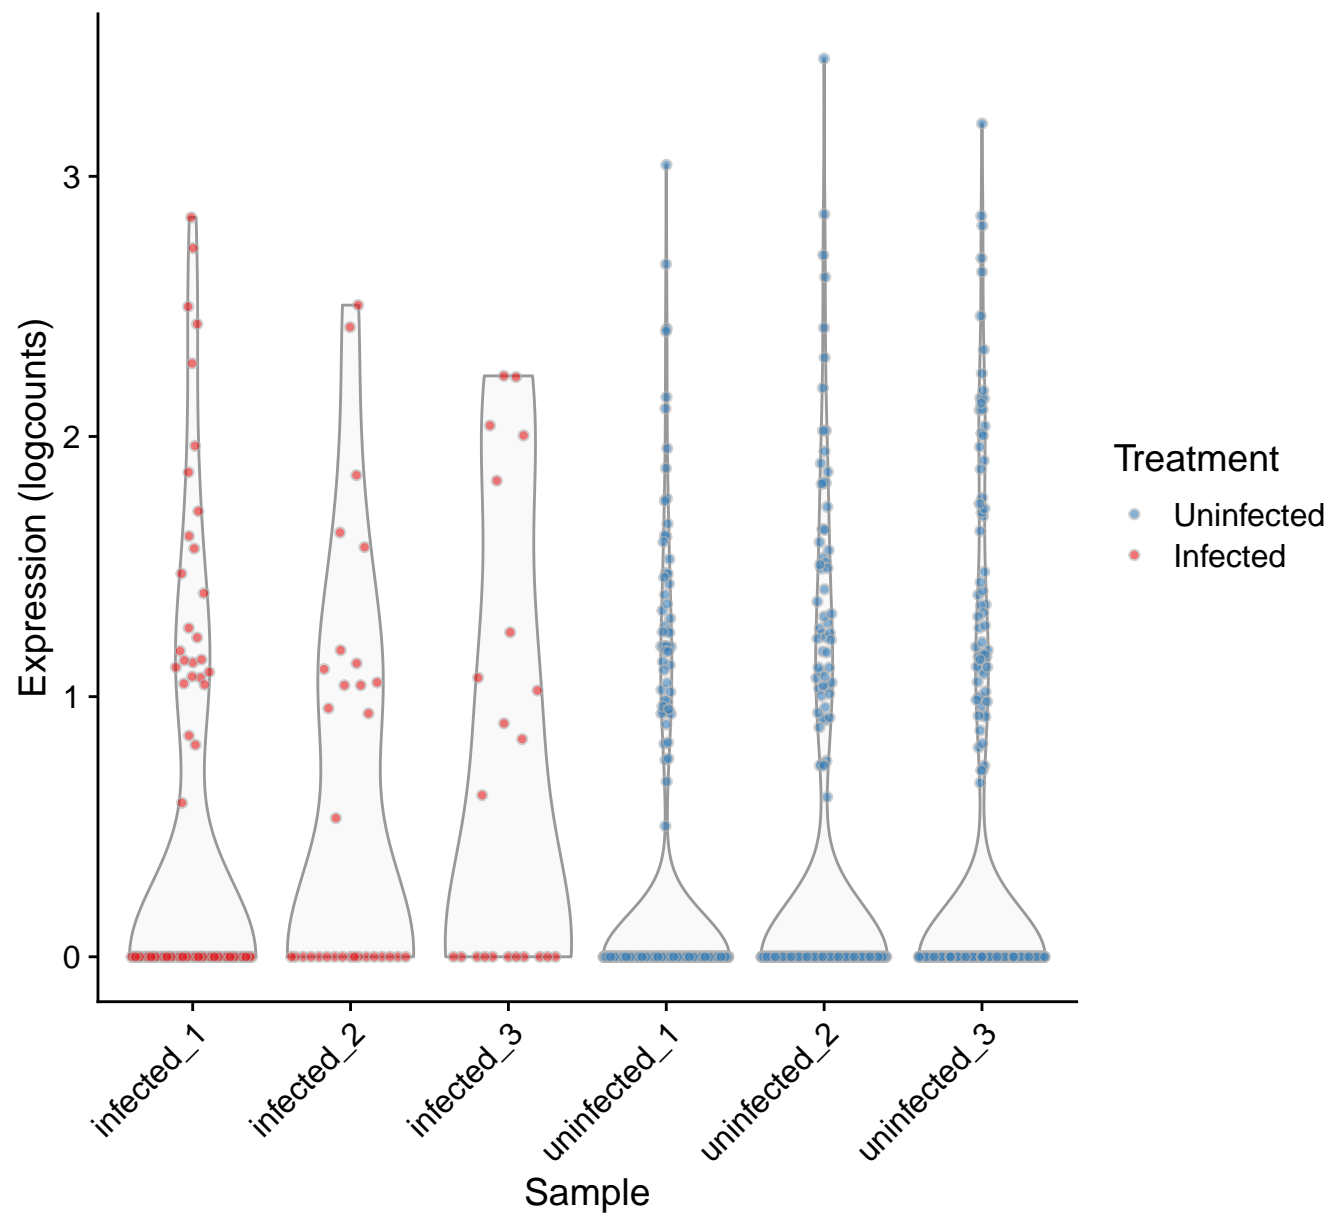 Expression (logcounts)
3
2
1
0
infected_1
infected_2
infected_3
uninfected_1
uninfected_2
uninfected_3
Sample
Treatment
Uninfected
Infected